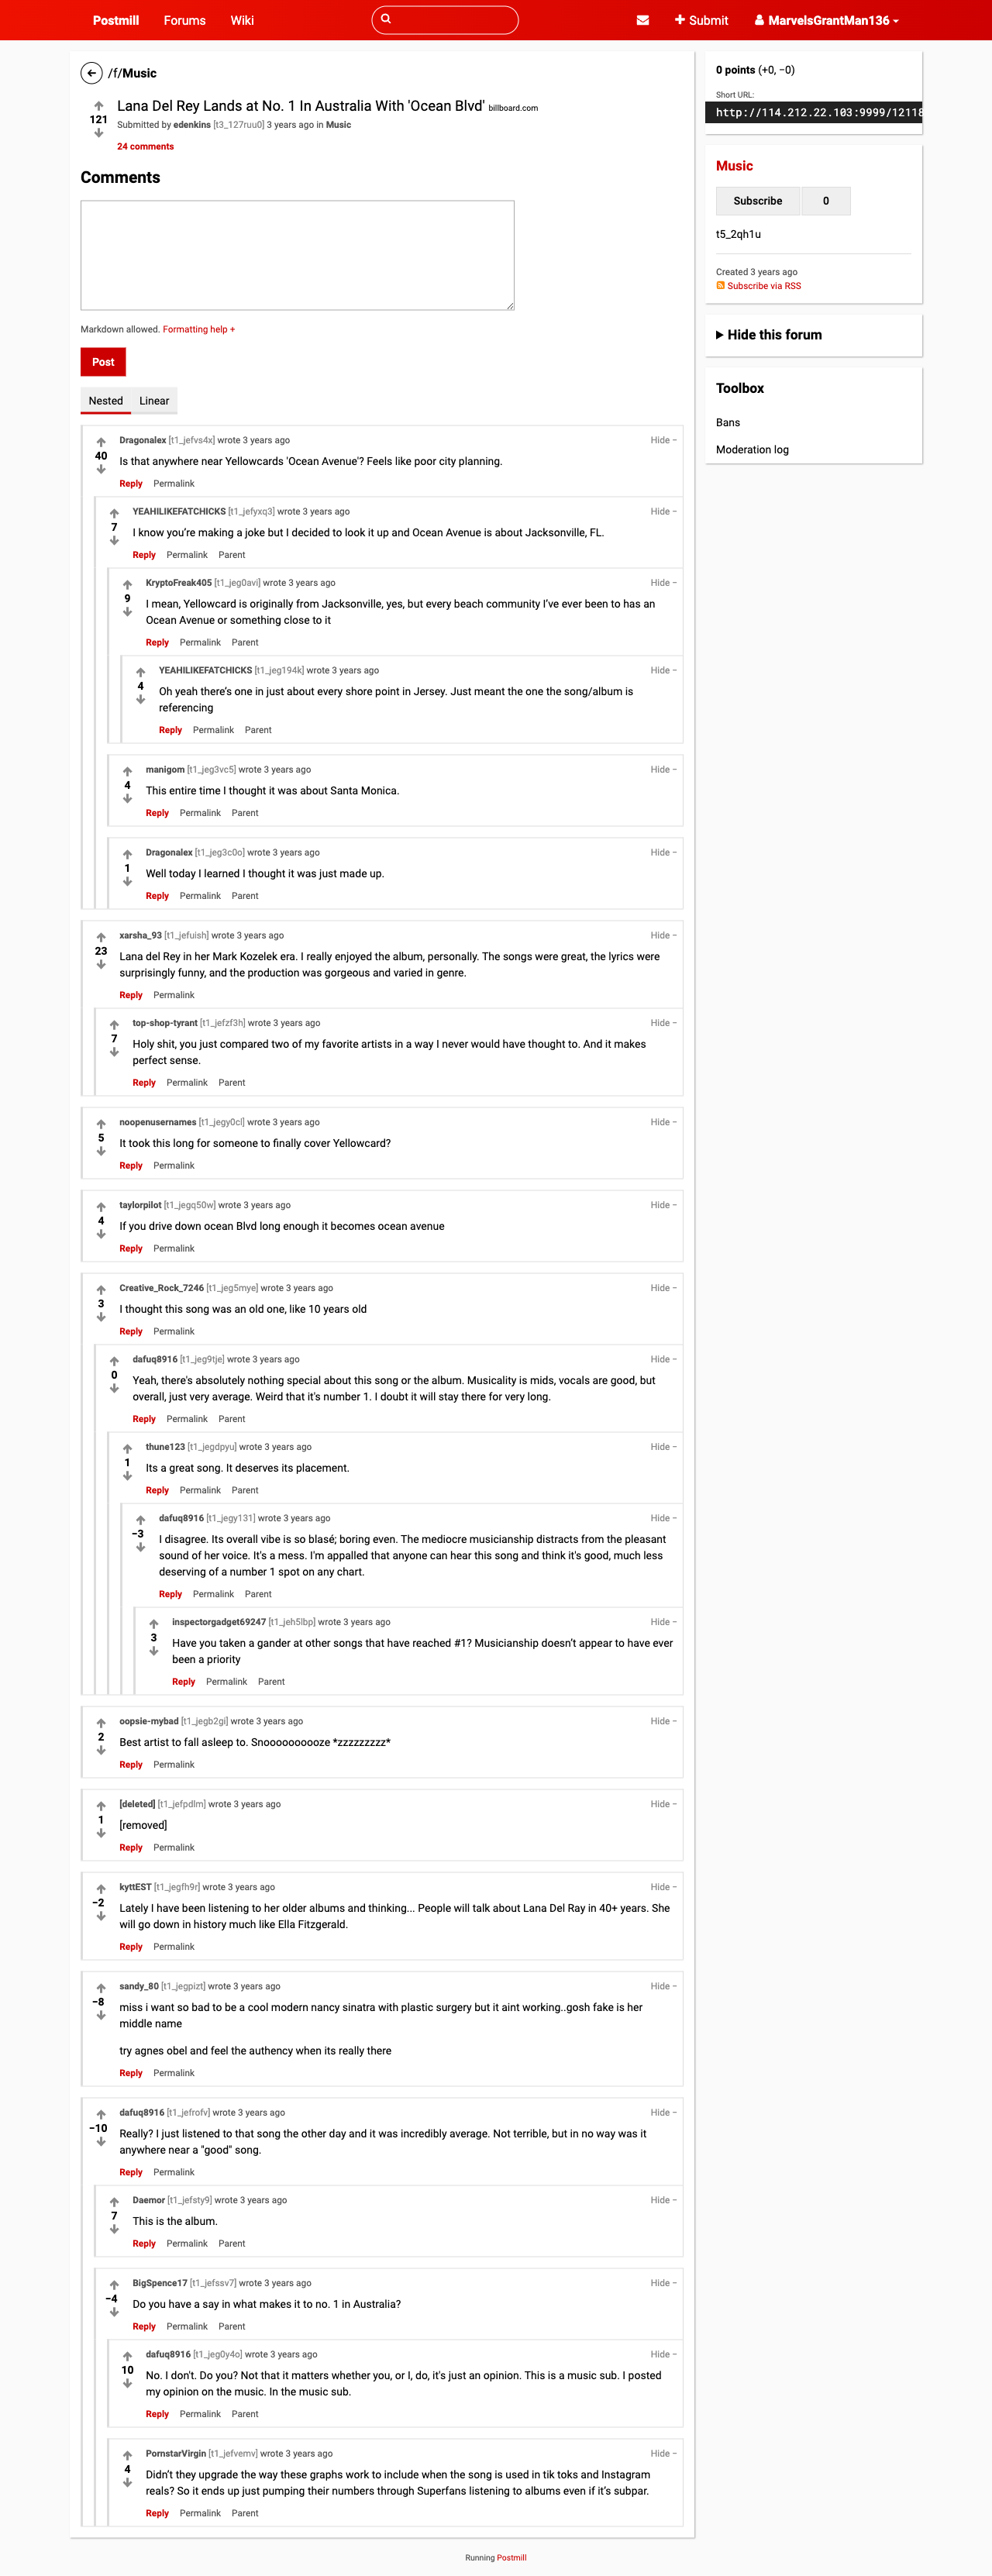 Postmill Forums Wiki Submit MarvelsGrantMan136
/f/Music
Lana Del Rey Lands at No. 1 In Australia With 'Ocean Blvd' billboard.com
121
Submitted by edenkins [t3_127ruu0] 3 years ago in Music
24 comments
Comments
Markdown allowed. Formatting help +
Post
Nested Linear
Dragonalex [t1_jefvs4x] wrote 3 years ago Hide −
40
Is that anywhere near Yellowcards 'Ocean Avenue'? Feels like poor city planning.
Reply Permalink
YEAHILIKEFATCHICKS [t1_jefyxq3] wrote 3 years ago Hide −
7
I know you're making a joke but I decided to look it up and Ocean Avenue is about Jacksonville, FL.
Reply Permalink Parent
KryptoFreak405 [t1_jeg0avi] wrote 3 years ago Hide −
9
I mean, Yellowcard is originally from Jacksonville, yes, but every beach community I've ever been to has an
Ocean Avenue or something close to it
Reply Permalink Parent
YEAHILIKEFATCHICKS [t1_jeg194k] wrote 3 years ago Hide −
4
Oh yeah there's one in just about every shore point in Jersey. Just meant the one the song/album is
referencing
Reply Permalink Parent
manigom [t1_jeg3vc5] wrote 3 years ago Hide −
4
This entire time I thought it was about Santa Monica.
Reply Permalink Parent
Dragonalex [t1_jeg3c0o] wrote 3 years ago Hide −
1
Well today I learned I thought it was just made up.
Reply Permalink Parent
xarsha_93 [t1_jefuish] wrote 3 years ago Hide −
23
Lana del Rey in her Mark Kozelek era. I really enjoyed the album, personally. The songs were great, the lyrics were
surprisingly funny, and the production was gorgeous and varied in genre.
Reply Permalink
top-shop-tyrant [t1_jefzf3h] wrote 3 years ago Hide −
7
Holy shit, you just compared two of my favorite artists in a way I never would have thought to. And it makes
perfect sense.
Reply Permalink Parent
noopenusernames [t1_jegy0cl] wrote 3 years ago Hide −
5
It took this long for someone to finally cover Yellowcard?
Reply Permalink
taylorpilot [t1_jegq50w] wrote 3 years ago Hide −
4
If you drive down ocean Blvd long enough it becomes ocean avenue
Reply Permalink
Creative_Rock_7246 [t1_jeg5mye] wrote 3 years ago Hide −
3
I thought this song was an old one, like 10 years old
Reply Permalink
dafuq8916 [t1_jeg9tje] wrote 3 years ago Hide −
0
Yeah, there's absolutely nothing special about this song or the album. Musicality is mids, vocals are good, but
overall, just very average. Weird that it's number 1. I doubt it will stay there for very long.
Reply Permalink Parent
thune123 [t1_jegdpyu] wrote 3 years ago Hide −
1
Its a great song. It deserves its placement.
Reply Permalink Parent
dafuq8916 [t1_jegy131] wrote 3 years ago Hide −
−3
I disagree. Its overall vibe is so blasé; boring even. The mediocre musicianship distracts from the pleasant
sound of her voice. It's a mess. I'm appalled that anyone can hear this song and think it's good, much less
deserving of a number 1 spot on any chart.
Reply Permalink Parent
inspectorgadget69247 [t1_jeh5lbp] wrote 3 years ago Hide −
3
Have you taken a gander at other songs that have reached #1? Musicianship doesn't appear to have ever
been a priority
Reply Permalink Parent
oopsie-mybad [t1_jegb2gi] wrote 3 years ago Hide −
2
Best artist to fall asleep to. Snoooooooooze *zzzzzzzzz*
Reply Permalink
[deleted] [t1_jefpdlm] wrote 3 years ago Hide −
1
[removed]
Reply Permalink
kyttEST [t1_jegfh9r] wrote 3 years ago Hide −
−2
Lately I have been listening to her older albums and thinking... People will talk about Lana Del Ray in 40+ years. She
will go down in history much like Ella Fitzgerald.
Reply Permalink
sandy_80 [t1_jegpizt] wrote 3 years ago Hide −
−8
miss i want so bad to be a cool modern nancy sinatra with plastic surgery but it aint working..gosh fake is her
middle name
try agnes obel and feel the authency when its really there
Reply Permalink
dafuq8916 [t1_jefrofv] wrote 3 years ago Hide −
−10
Really? I just listened to that song the other day and it was incredibly average. Not terrible, but in no way was it
anywhere near a "good" song.
Reply Permalink
Daemor [t1_jefsty9] wrote 3 years ago Hide −
7
This is the album.
Reply Permalink Parent
BigSpence17 [t1_jefssv7] wrote 3 years ago Hide −
−4
Do you have a say in what makes it to no. 1 in Australia?
Reply Permalink Parent
dafuq8916 [t1_jeg0y4o] wrote 3 years ago Hide −
10
No. I don't. Do you? Not that it matters whether you, or I, do, it's just an opinion. This is a music sub. I posted
my opinion on the music. In the music sub.
Reply Permalink Parent
PornstarVirgin [t1_jefvemv] wrote 3 years ago Hide −
4
Didn't they upgrade the way these graphs work to include when the song is used in tik toks and Instagram
reals? So it ends up just pumping their numbers through Superfans listening to albums even if it's subpar.
Reply Permalink Parent
0 points (+0, −0)
Short URL:
http://114.212.22.103:9999/12118
Music
Subscribe 0
t5_2qh1u
Created 3 years ago
Subscribe via RSS
Hide this forum
Toolbox
Bans
Moderation log
Running Postmill